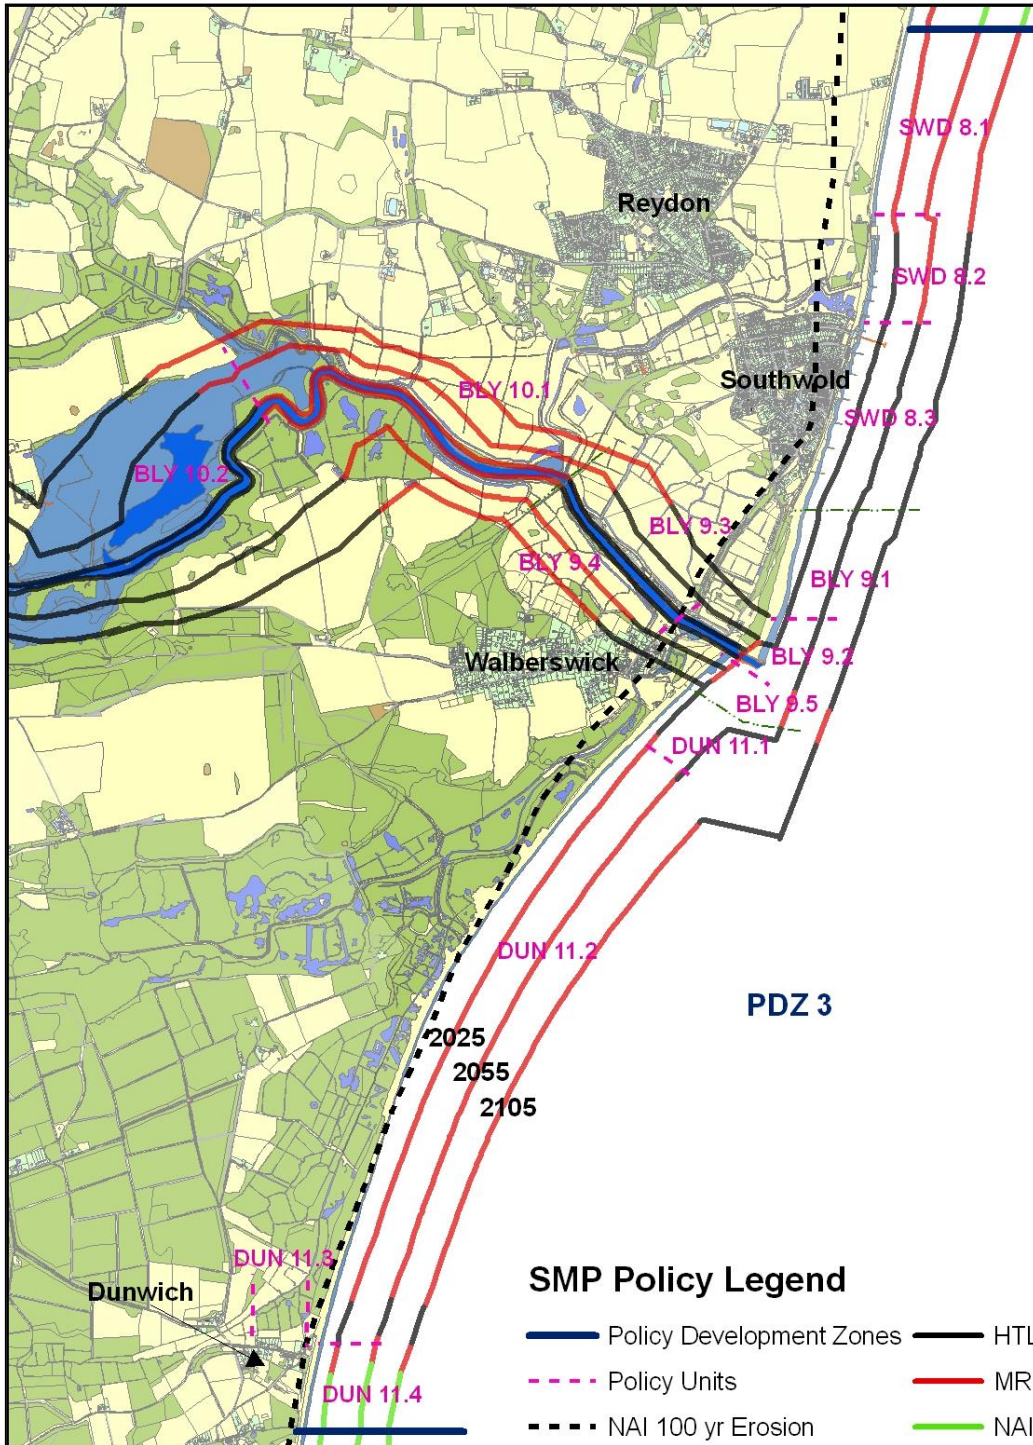 SWD 8.1
Reydon
SWD 8.2
Southwold
BLY 10.1
SWD 8.3
BLY 10.2
BLY 9.3
BLY 9.4
BLY 9.1
Walberswick
BLY 9.2
BLY 9.5
DUN 11.1
DUN 11.2
PDZ 3
2025
2055
2105
DUN 11.3
Dunwich
DUN 11.4
SMP Policy Legend
Policy Development Zones
HTL
Policy Units
MR
NAI 100 yr Erosion
NAI